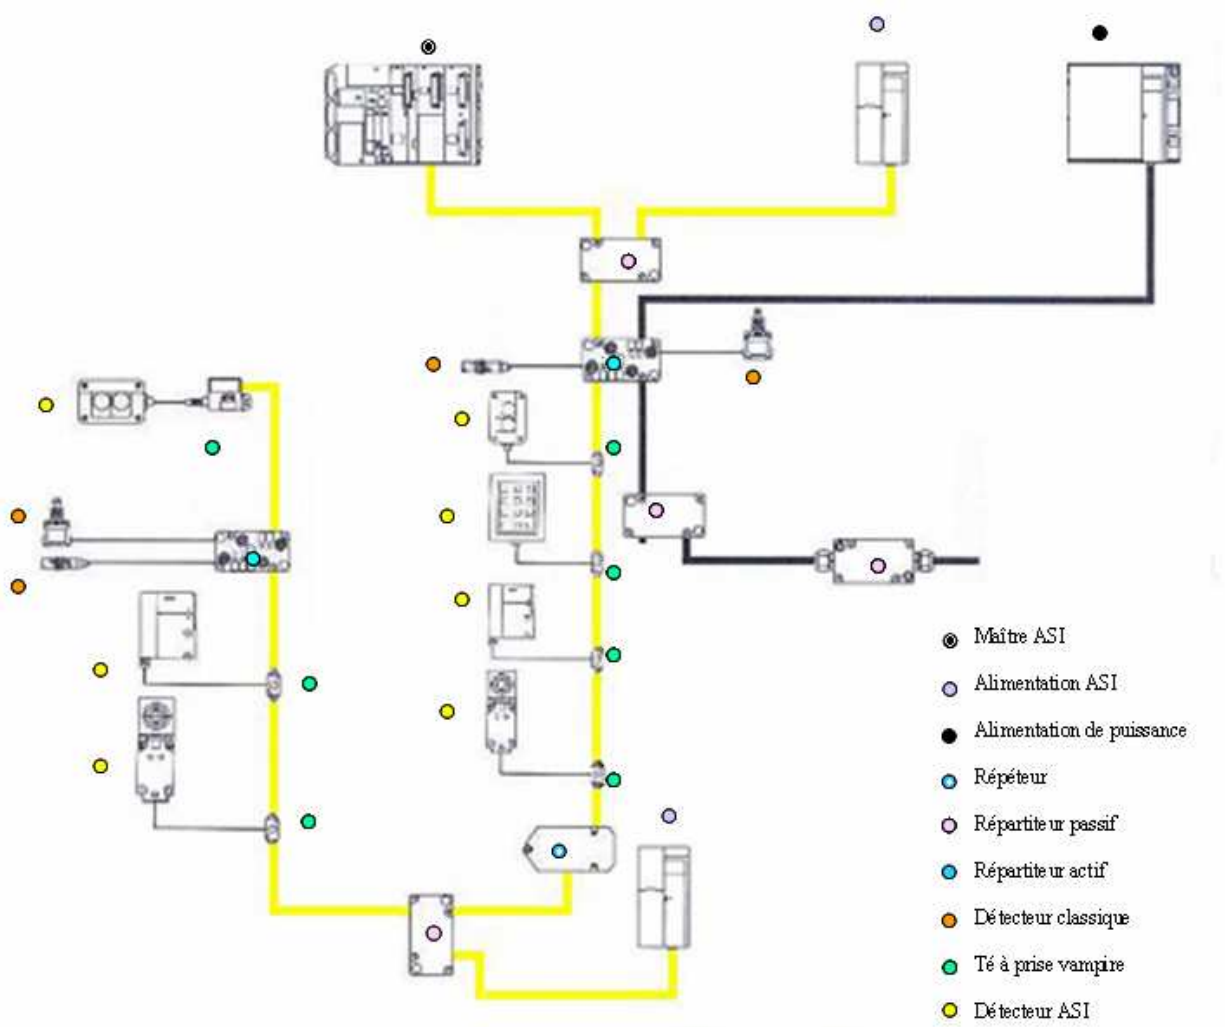 Maître ASI
Alimentation ASI
Alimentation de puissance
Répéteur
Répartiteur passif
Répartiteur actif
Détecteur classique
Té à prise vampire
Détecteur ASI